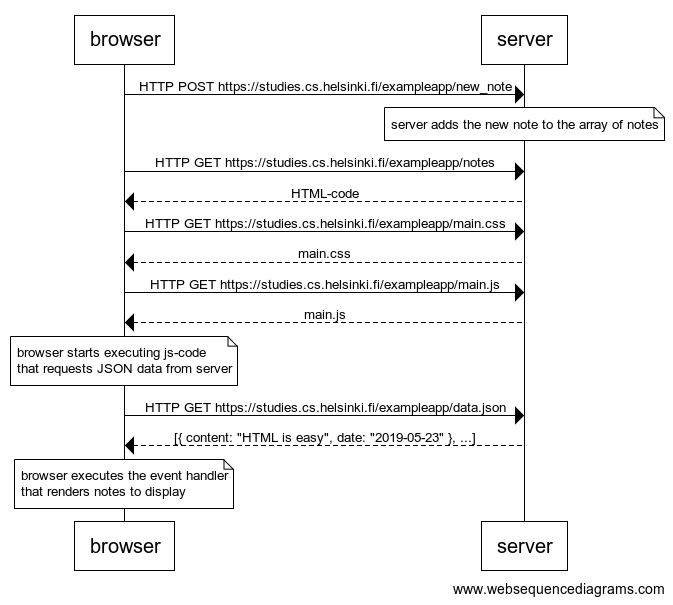 browser
server
HTTP POST https://studies.cs.helsinki.fi/exampleapp/new_note
server adds the new note to the array of notes
HTTP GET https://studies.cs.helsinki.fi/exampleapp/notes
HTML-code
HTTP GET https://studies.cs.helsinki.fi/exampleapp/main.css
main.css
HTTP GET https://studies.cs.helsinki.fi/exampleapp/main.js
main.js
browser starts executing js-code
that requests JSON data from server
HTTP GET https://studies.cs.helsinki.fi/exampleapp/data.json
[{ content: "HTML is easy", date: "2019-05-23" }, ...]
browser executes the event handler
that renders notes to display
browser
server
www.websequencediagrams.com